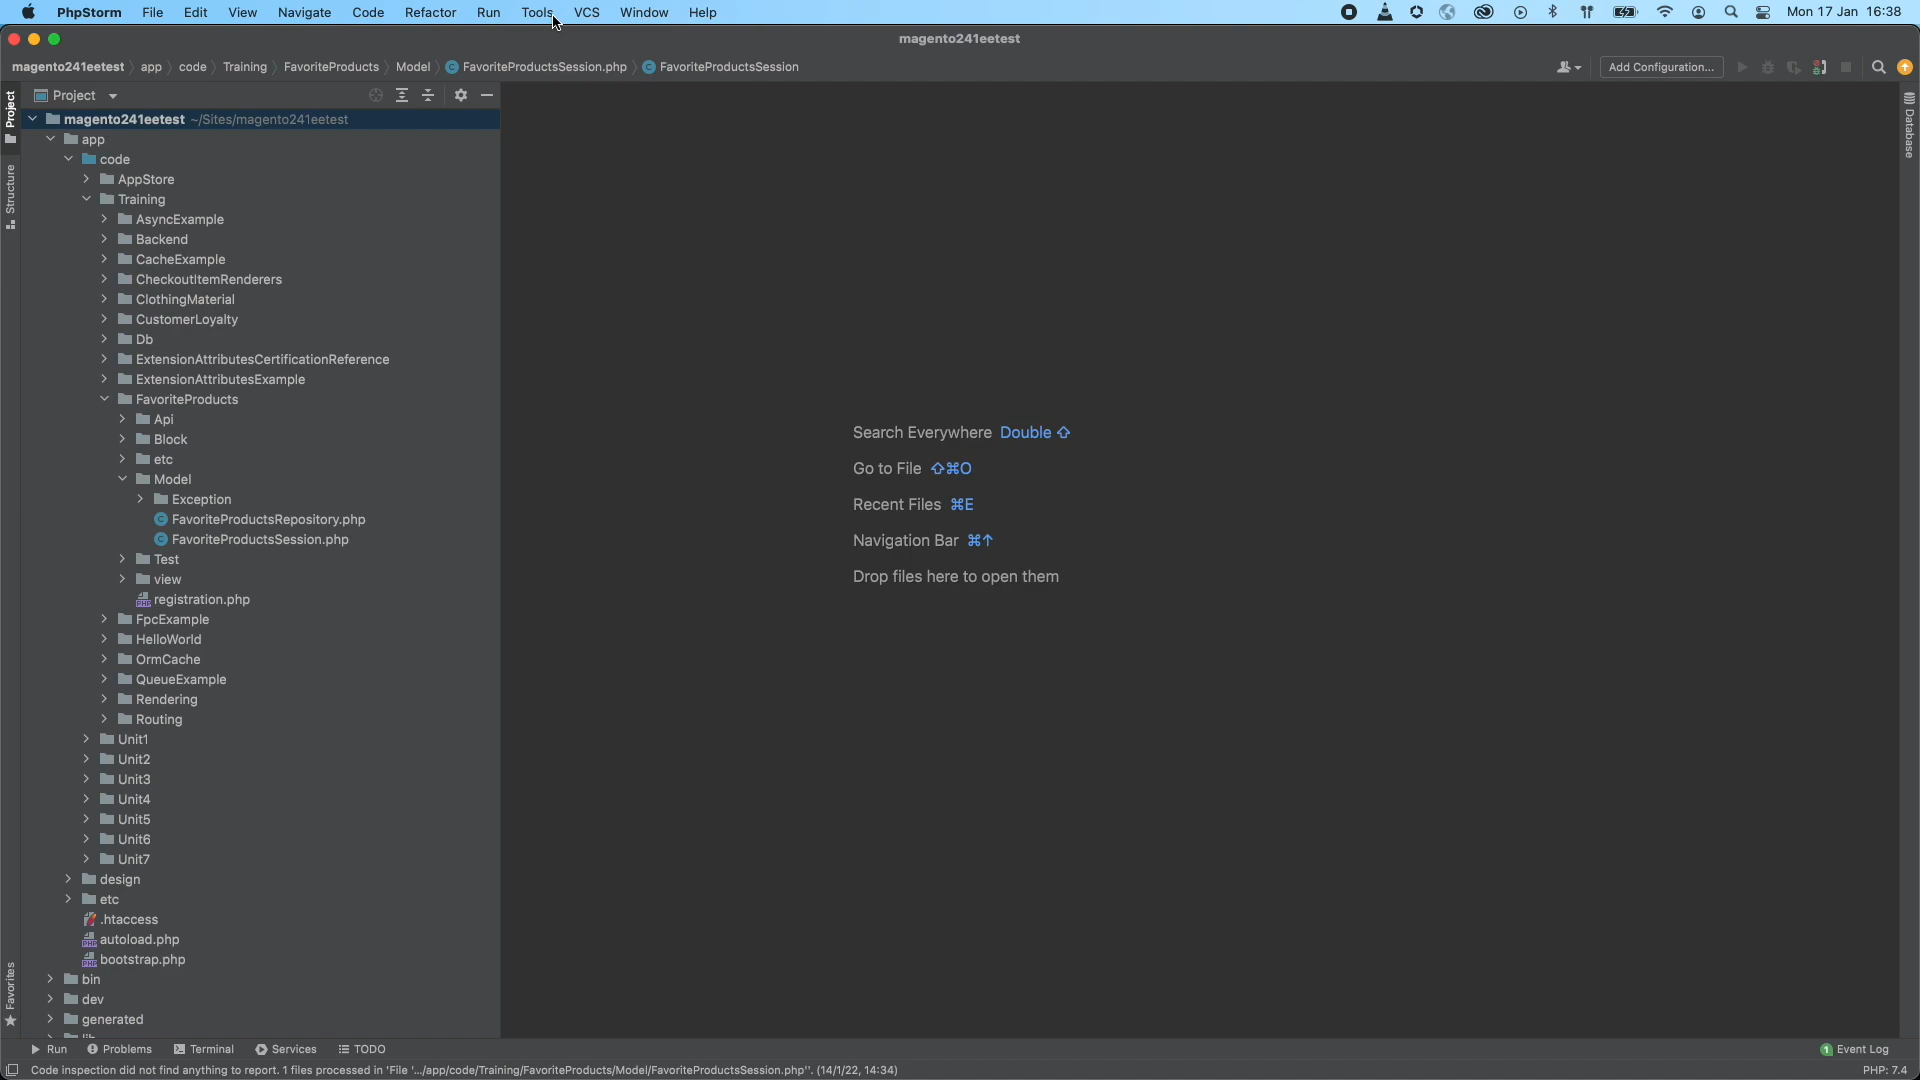 PhpStorm File Edit View Navigate Code Refactor Run Tools VCS Window Help Mon 17 Jan 16:38
magento241eetest
magento241eetest app code Training FavoriteProducts Model FavoriteProductsSession.php FavoriteProductsSession Add Configuration...
Project
Structure
Favorites
Database
Project
magento241eetest ~/Sites/magento241eetest
app
code
AppStore
Training
AsyncExample
Backend
CacheExample
CheckoutItemRenderers
ClothingMaterial
CustomerLoyalty
Db
ExtensionAttributesCertificationReference
ExtensionAttributesExample
FavoriteProducts
Api
Block
etc
Model
Exception
FavoriteProductsRepository.php
FavoriteProductsSession.php
Test
view
registration.php
FpcExample
HelloWorld
OrmCache
QueueExample
Rendering
Routing
Unit1
Unit2
Unit3
Unit4
Unit5
Unit6
Unit7
design
etc
.htaccess
autoload.php
bootstrap.php
bin
dev
generated
Search Everywhere Double ⇧
Go to File ⇧⌘O
Recent Files ⌘E
Navigation Bar ⌘↑
Drop files here to open them
Run Problems Terminal Services TODO 1 Event Log
Code inspection did not find anything to report. 1 files processed in 'File '.../app/code/Training/FavoriteProducts/Model/FavoriteProductsSession.php''. (14/1/22, 14:34) PHP: 7.4